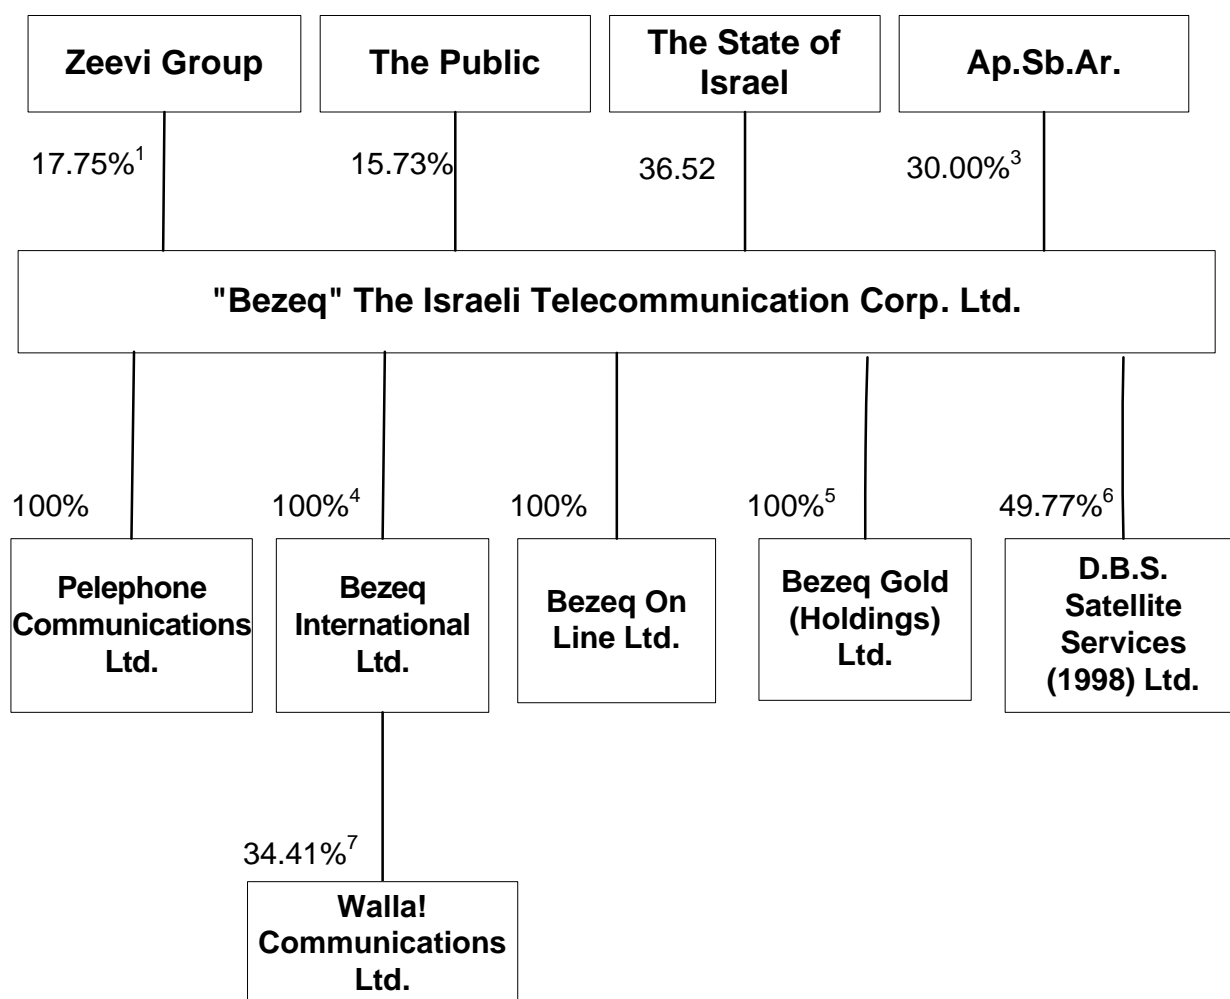 Zeevi Group
The Public
The State of
Israel
Ap.Sb.Ar.
17.75%¹
15.73%
36.52
30.00%³
"Bezeq" The Israeli Telecommunication Corp. Ltd.
100%
100%⁴
100%
100%⁵
49.77%⁶
Pelephone
Communications
Ltd.
Bezeq
International
Ltd.
Bezeq On
Line Ltd.
Bezeq Gold
(Holdings)
Ltd.
D.B.S.
Satellite
Services
(1998) Ltd.
34.41%⁷
Walla!
Communications
Ltd.